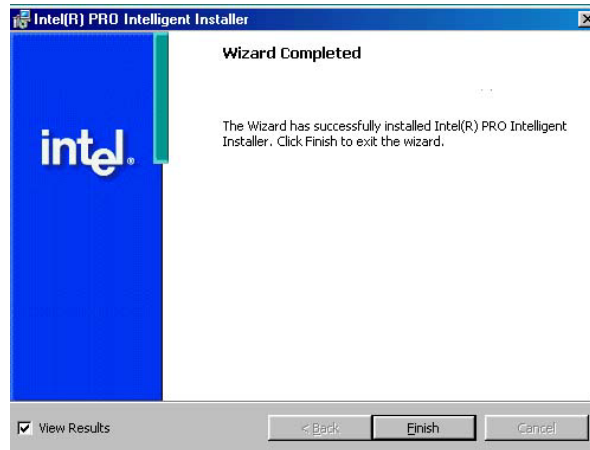 Intel(R) PRO Intelligent Installer
Wizard Completed
The Wizard has successfully installed Intel(R) PRO Intelligent
Installer. Click Finish to exit the wizard.
intel®
View Results
< Back
Finish
Cancel